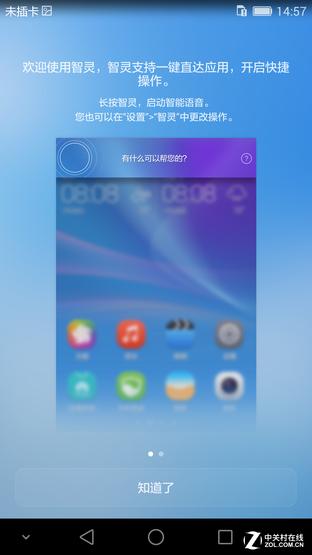 未插卡
14:57
欢迎使用智灵，智灵支持一键直达应用，开启快捷
操作。
长按智灵，启动智能语音。
您也可以在"设置">"智灵"中更改操作。
有什么可以帮您的?
08:08
08:08
知道了
中关村在线
ZOL.COM.CN